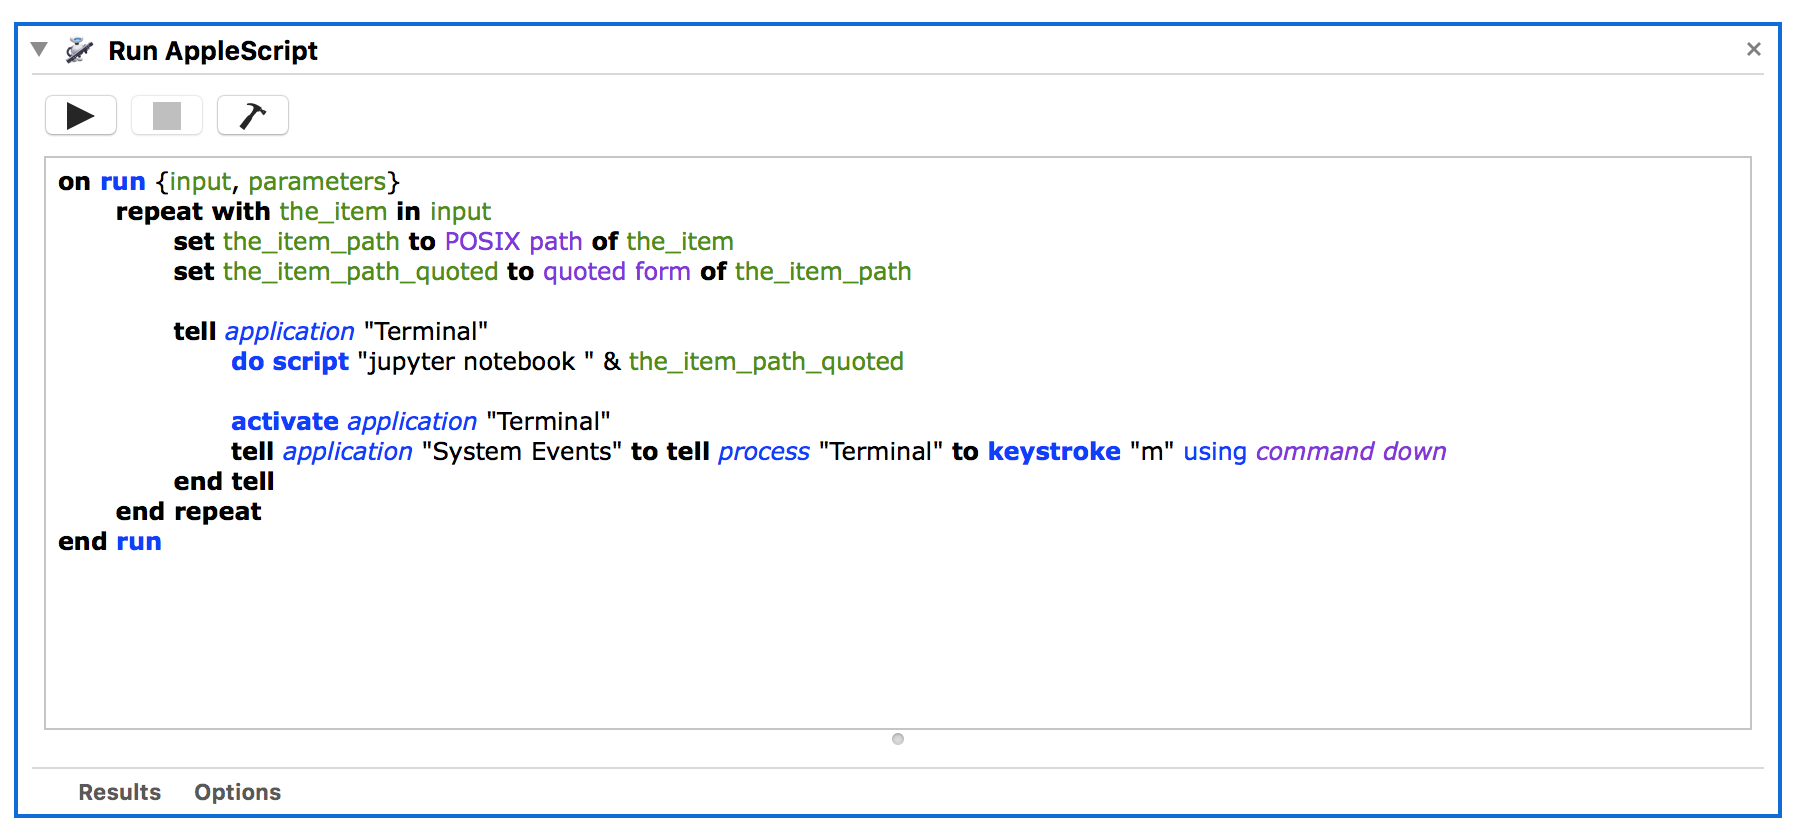 Run AppleScript
on run {input, parameters}
repeat with the_item in input
set the_item_path to POSIX path of the_item
set the_item_path_quoted to quoted form of the_item_path
tell application "Terminal"
do script "jupyter notebook " & the_item_path_quoted
activate application "Terminal"
tell application "System Events" to tell process "Terminal" to keystroke "m" using command down
end tell
end repeat
end run
Results Options